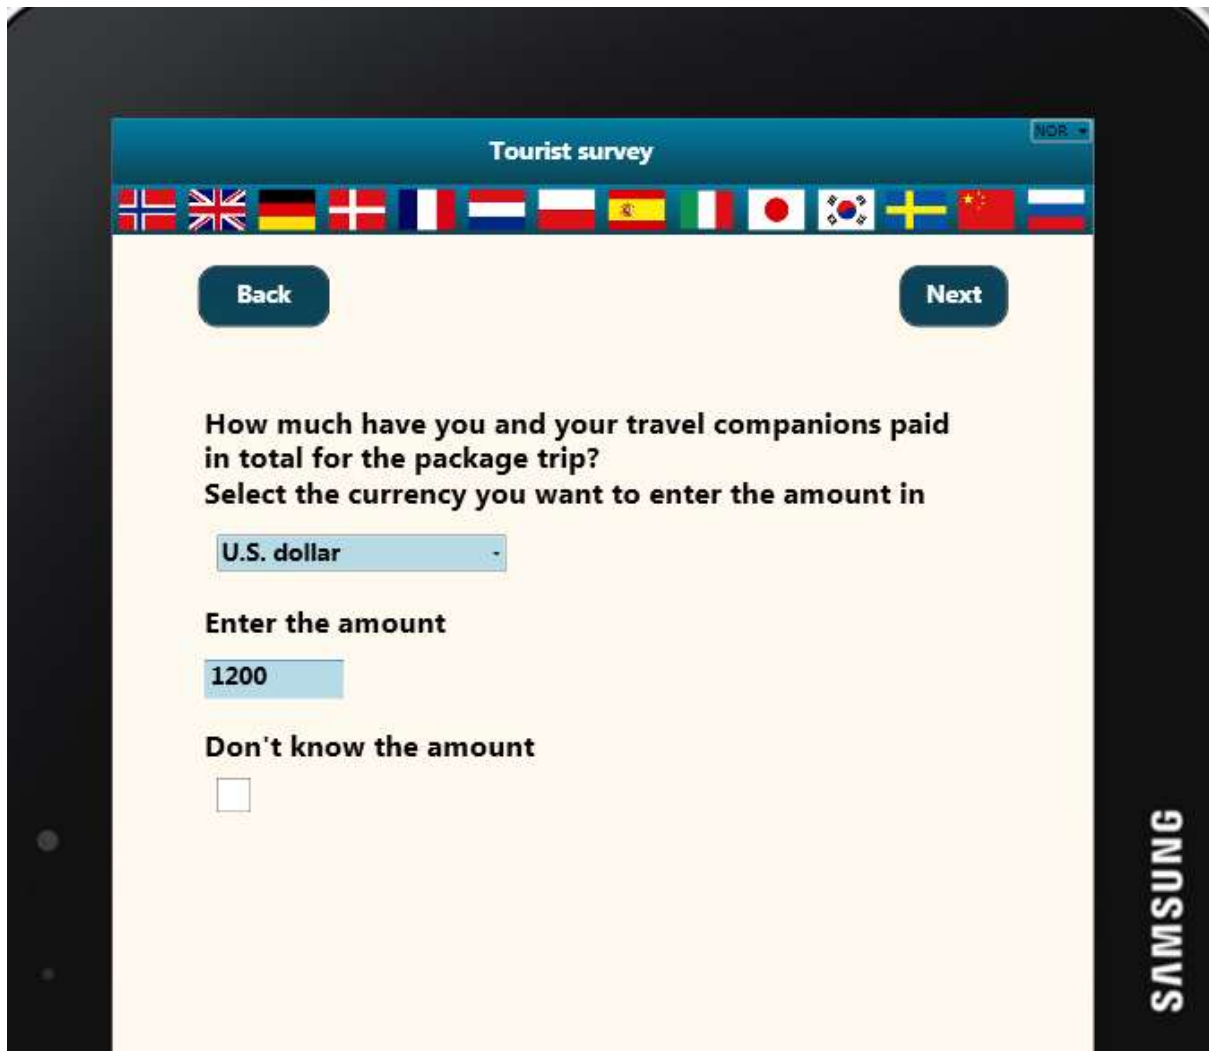 Tourist survey
NOR
Back
Next
How much have you and your travel companions paid
in total for the package trip?
Select the currency you want to enter the amount in
U.S. dollar
Enter the amount
1200
Don't know the amount
SAMSUNG